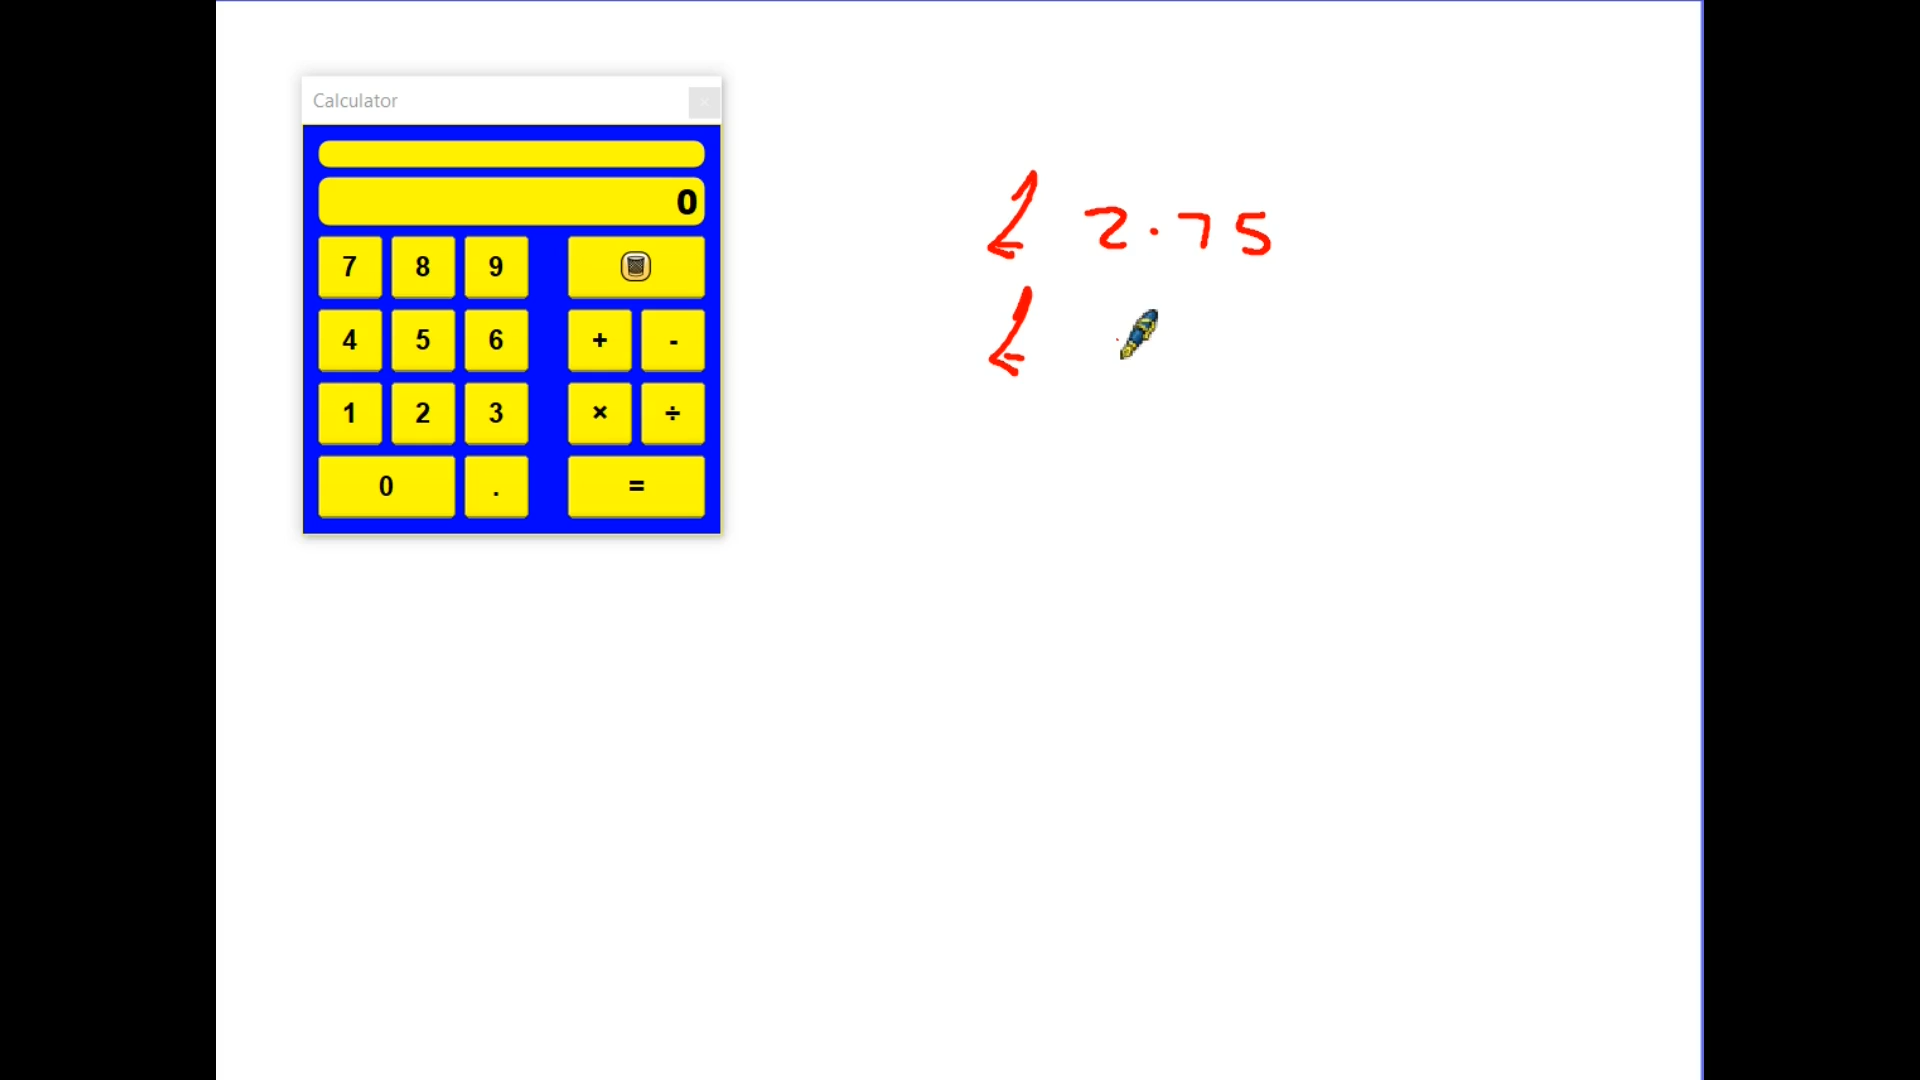 Calculator
0
7 8 9
4 5 6 + -
1 2 3 × ÷
0 . =
£ 2.75
£